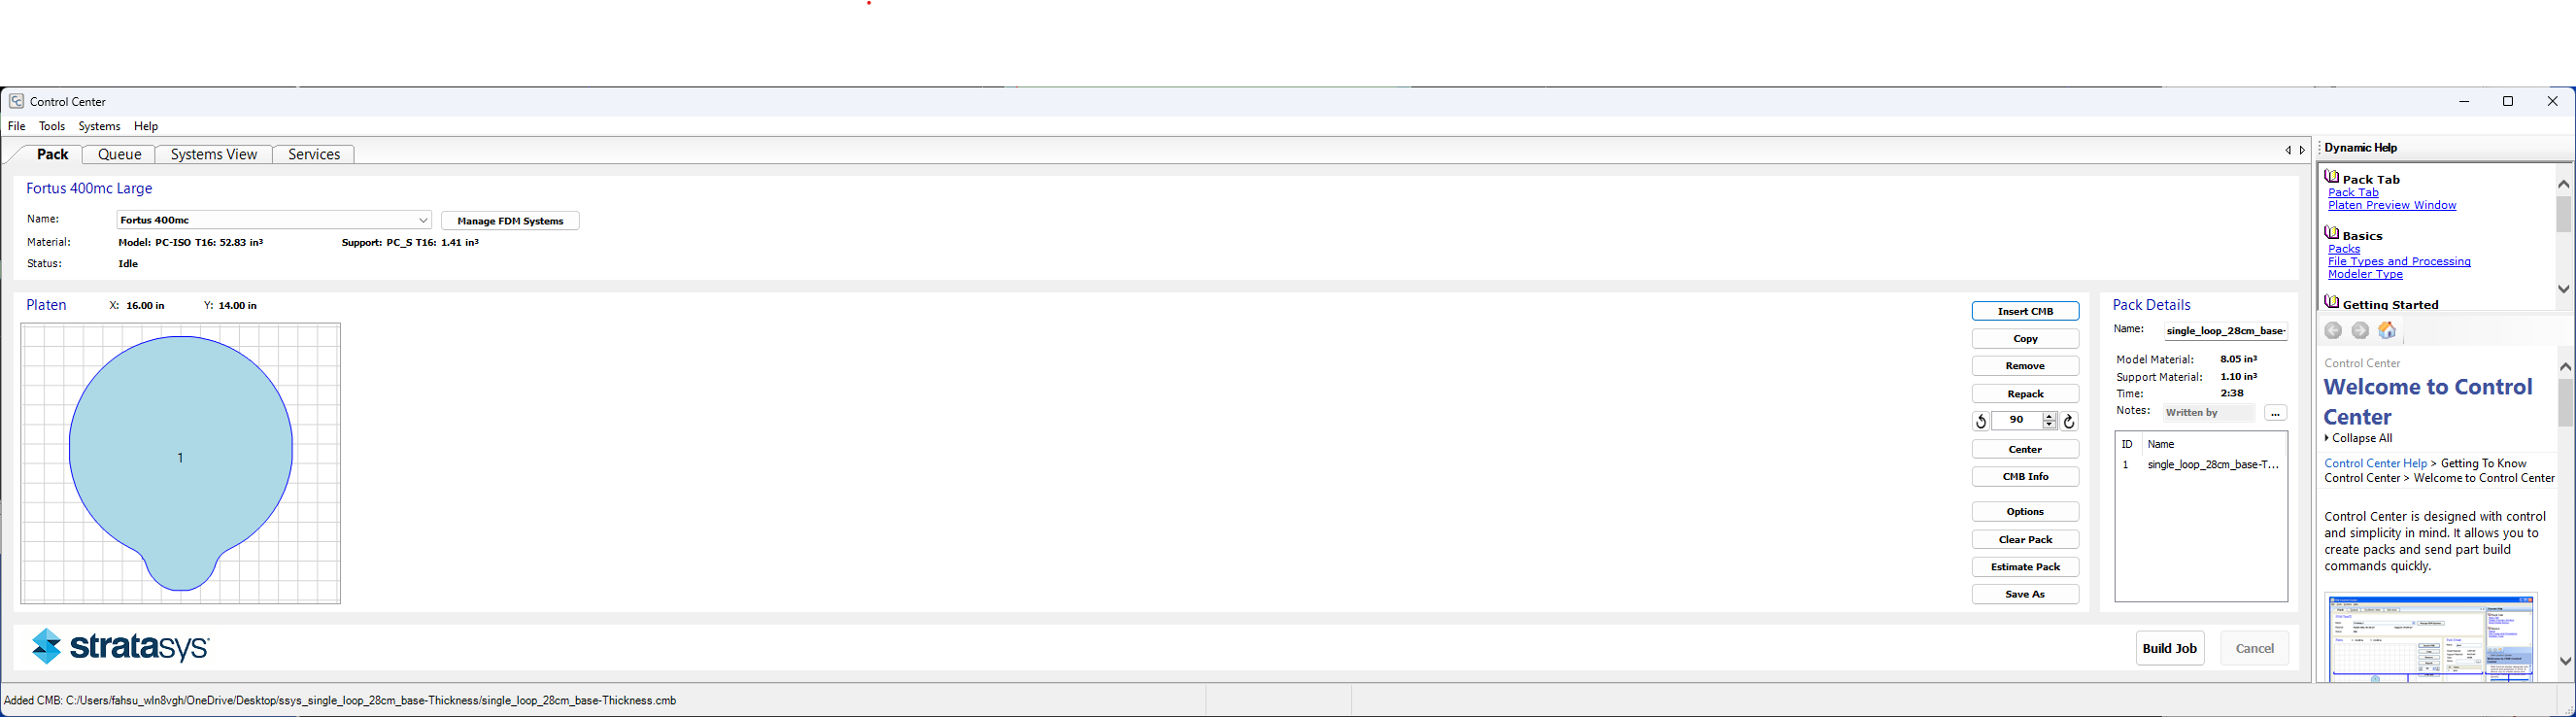 Control Center
File Tools Systems Help
Pack Queue Systems View Services
Fortus 400mc Large
Name: Fortus 400mc Manage FDM Systems
Material: Model: PC-ISO T16: 52.83 in³ Support: PC_S T16: 1.41 in³
Status: Idle
Platen X: 16.00 in Y: 14.00 in
1
Insert CMB
Copy
Remove
Repack
90
Center
CMB Info
Options
Clear Pack
Estimate Pack
Save As
Pack Details
Name: single_loop_28cm_base-
Model Material: 8.05 in³
Support Material: 1.10 in³
Time: 2:38
Notes: Written by ...
ID Name
1 single_loop_28cm_base-T...
stratasys
Build Job Cancel
Dynamic Help
Pack Tab
Pack Tab
Platen Preview Window
Basics
Packs
File Types and Processing
Modeler Type
Getting Started
Control Center
Welcome to Control
Center
Collapse All
Control Center Help > Getting To Know
Control Center > Welcome to Control Center
Control Center is designed with control
and simplicity in mind. It allows you to
create packs and send part build
commands quickly.
Added CMB: C:/Users/fahsu_wln8vgh/OneDrive/Desktop/ssys_single_loop_28cm_base-Thickness/single_loop_28cm_base-Thickness.cmb